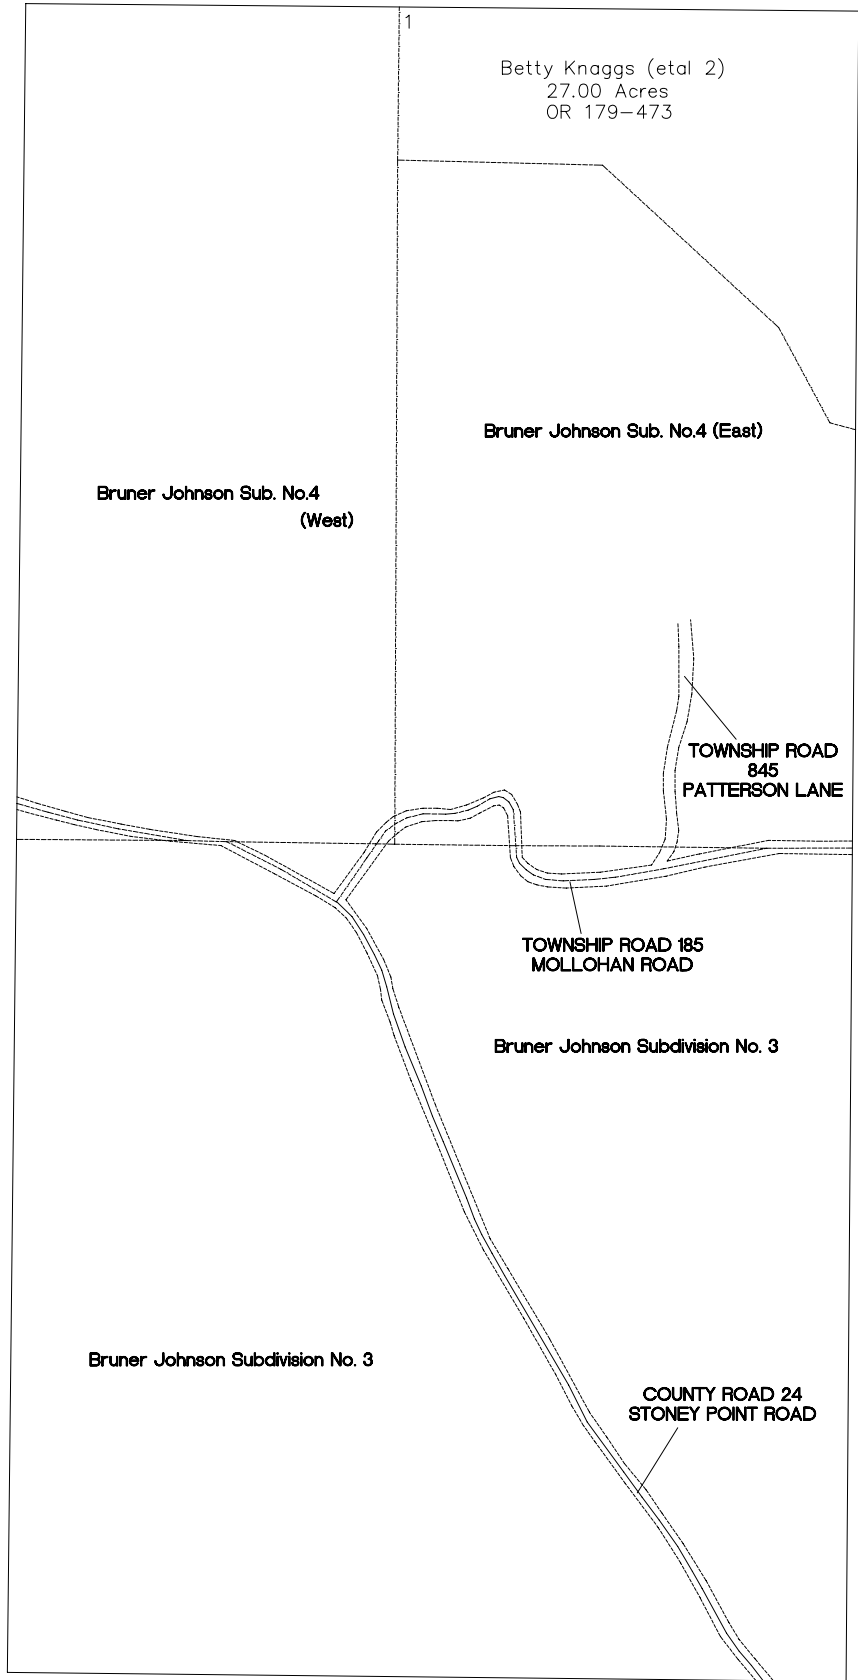 1
Betty Knaggs (etal 2)
27.00 Acres
OR 179-473
Bruner Johnson Sub. No.4 (East)
Bruner Johnson Sub. No.4
(West)
TOWNSHIP ROAD
845
PATTERSON LANE
TOWNSHIP ROAD 185
MOLLOHAN ROAD
Bruner Johnson Subdivision No. 3
Bruner Johnson Subdivision No. 3
COUNTY ROAD 24
STONEY POINT ROAD